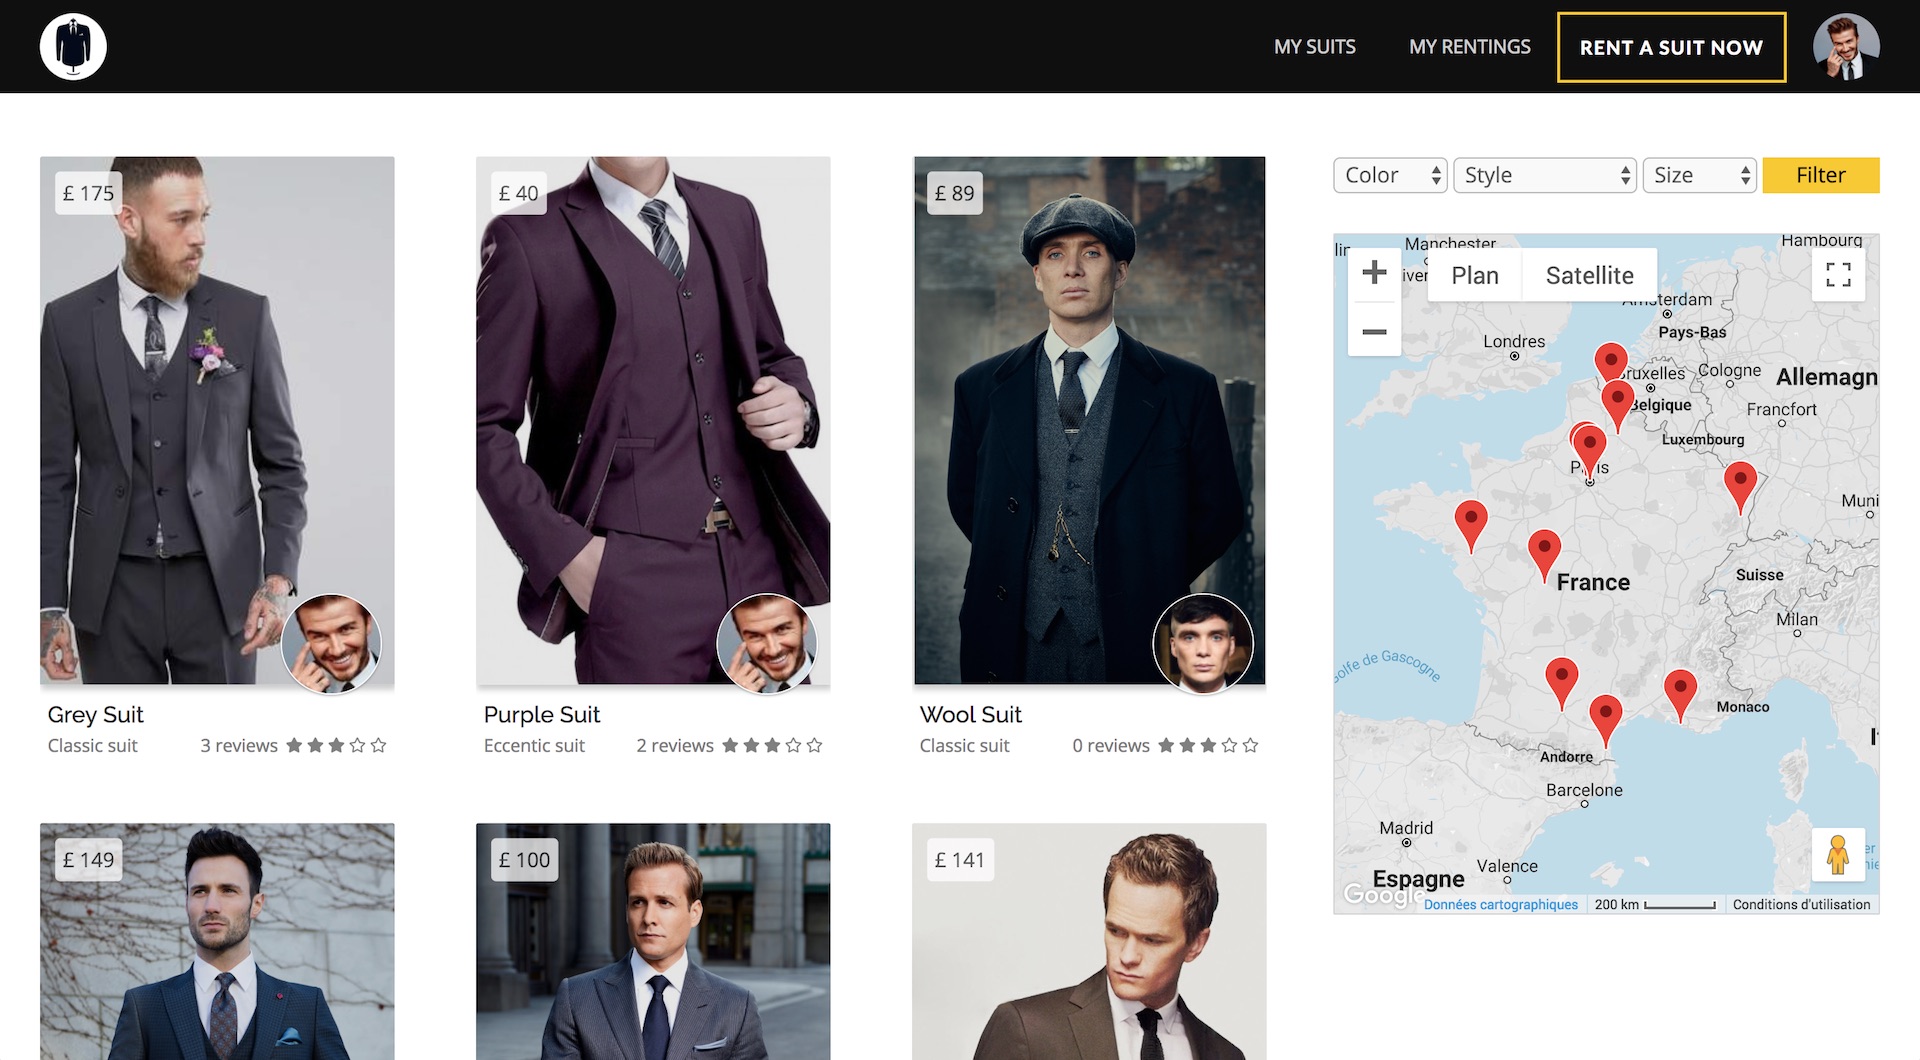 MY SUITS
MY RENTINGS
RENT A SUIT NOW
£ 175
£ 40
£ 89
Color
Style
Size
Filter
Grey Suit
Classic suit
3 reviews
Purple Suit
Eccentic suit
2 reviews
Wool Suit
Classic suit
0 reviews
£ 149
£ 100
£ 141
Manchester
Hambourg
Plan
Satellite
Amsterdam
Pays-Bas
Londres
Bruxelles
Cologne
Allemagn
Belgique
Francfort
Luxembourg
Muni
France
Suisse
Milan
Golfe de Gascogne
Monaco
Andorre
Barcelone
Madrid
Valence
Espagne
Google
Données cartographiques
200 km
Conditions d'utilisation